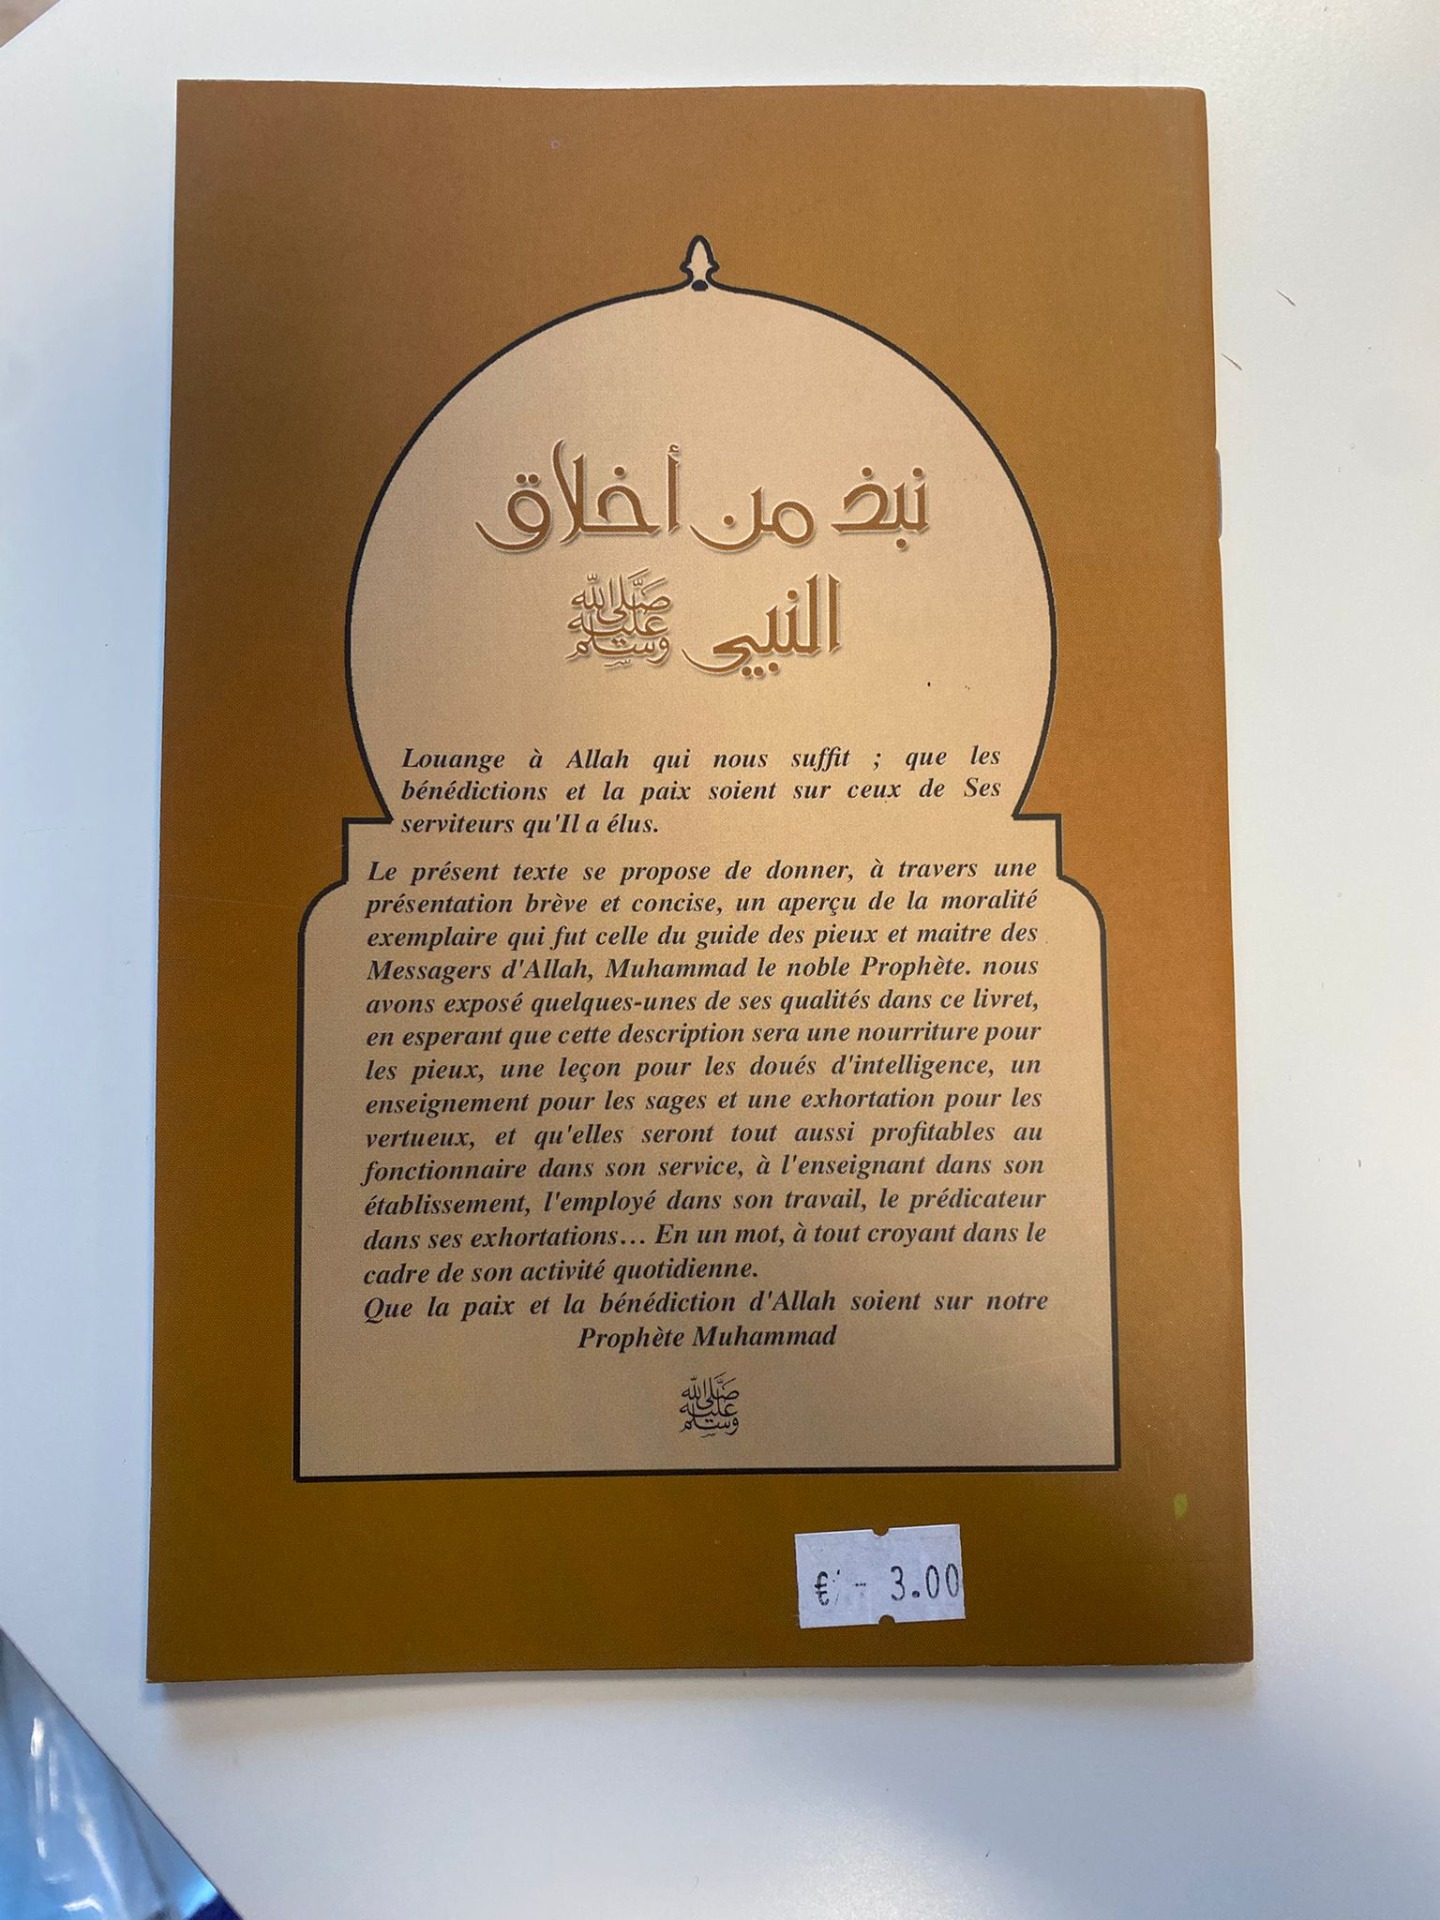 نبذ من أخلاق
النبي ﷺ
Louange à Allah qui nous suffit ; que les
bénédictions et la paix soient sur ceux de Ses
serviteurs qu'Il a élus.
Le présent texte se propose de donner, à travers une
présentation brève et concise, un aperçu de la moralité
exemplaire qui fut celle du guide des pieux et maitre des
Messagers d'Allah, Muhammad le noble Prophète. nous
avons exposé quelques-unes de ses qualités dans ce livret,
en esperant que cette description sera une nourriture pour
les pieux, une leçon pour les doués d'intelligence, un
enseignement pour les sages et une exhortation pour les
vertueux, et qu'elles seront tout aussi profitables au
fonctionnaire dans son service, à l'enseignant dans son
établissement, l'employé dans son travail, le prédicateur
dans ses exhortations… En un mot, à tout croyant dans le
cadre de son activité quotidienne.
Que la paix et la bénédiction d'Allah soient sur notre
Prophète Muhammad
ﷺ
€ - 3.00